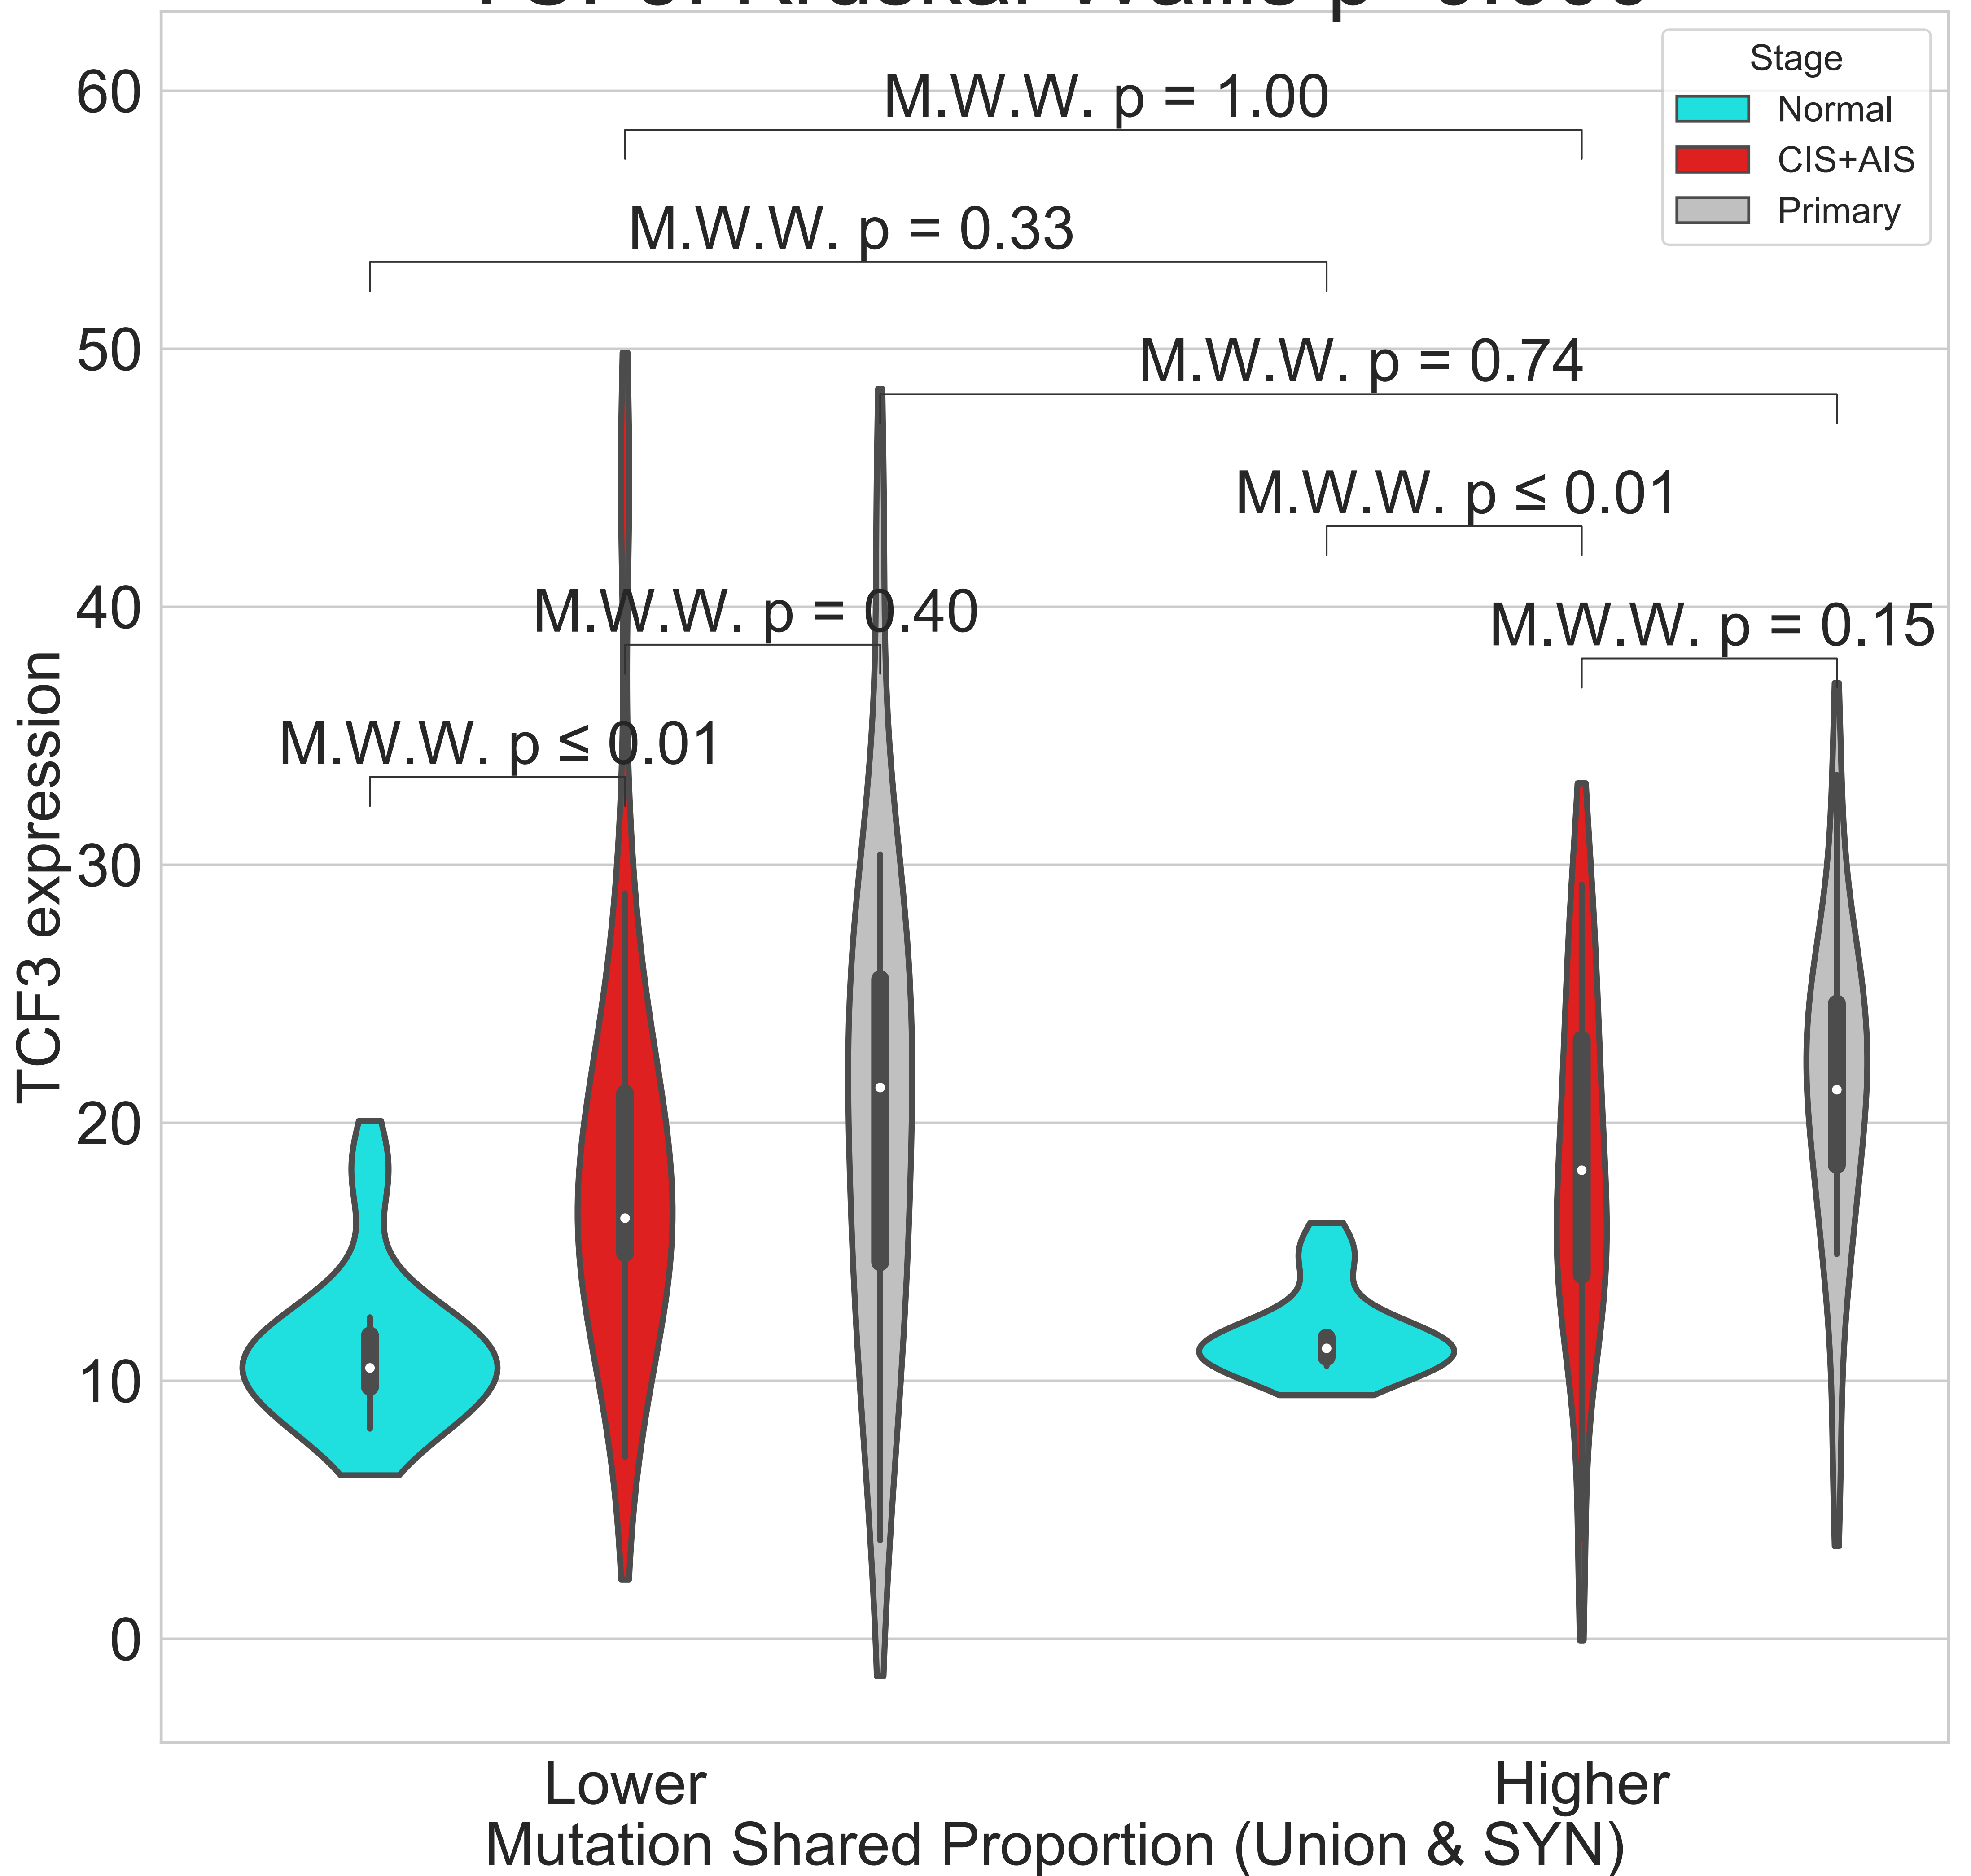 60
50
40
30
20
10
0
TCF3 expression
Stage
Normal
CIS+AIS
Primary
M.W.W. p = 1.00
M.W.W. p = 0.33
M.W.W. p = 0.74
M.W.W. p ≤ 0.01
M.W.W. p = 0.40
M.W.W. p = 0.15
M.W.W. p ≤ 0.01
Lower
Higher
Mutation Shared Proportion (Union & SYN)